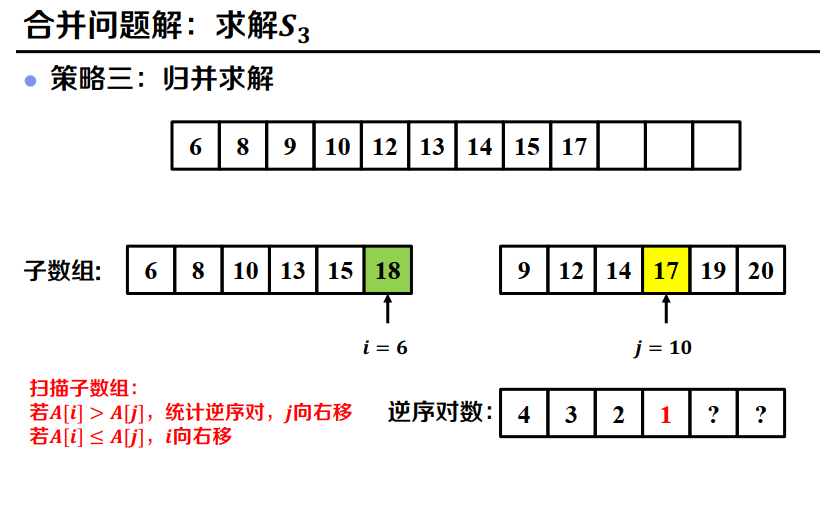 合并问题解：求解S₃
策略三：归并求解
6 8 9 10 12 13 14 15 17
子数组: 6 8 10 13 15 18 9 12 14 17 19 20
i = 6 j = 10
扫描子数组：
若A[i] > A[j]，统计逆序对，j向右移
若A[i] ≤ A[j]，i向右移
逆序对数: 4 3 2 1 ? ?